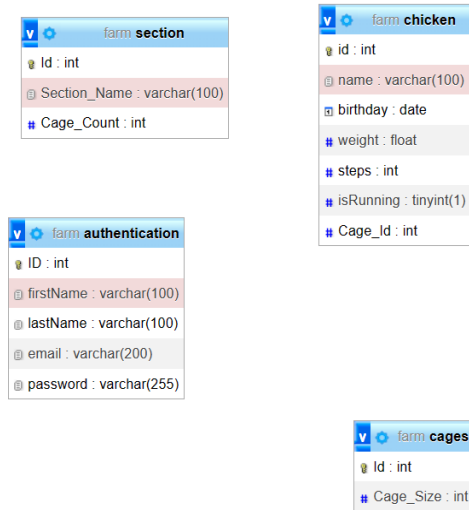 v farm section
Id : int
Section_Name : varchar(100)
# Cage_Count : int
v farm chicken
id : int
name : varchar(100)
birthday : date
# weight : float
# steps : int
# isRunning : tinyint(1)
# Cage_Id : int
v farm authentication
ID : int
firstName : varchar(100)
lastName : varchar(100)
email : varchar(200)
password : varchar(255)
v farm cages
Id : int
# Cage_Size : int